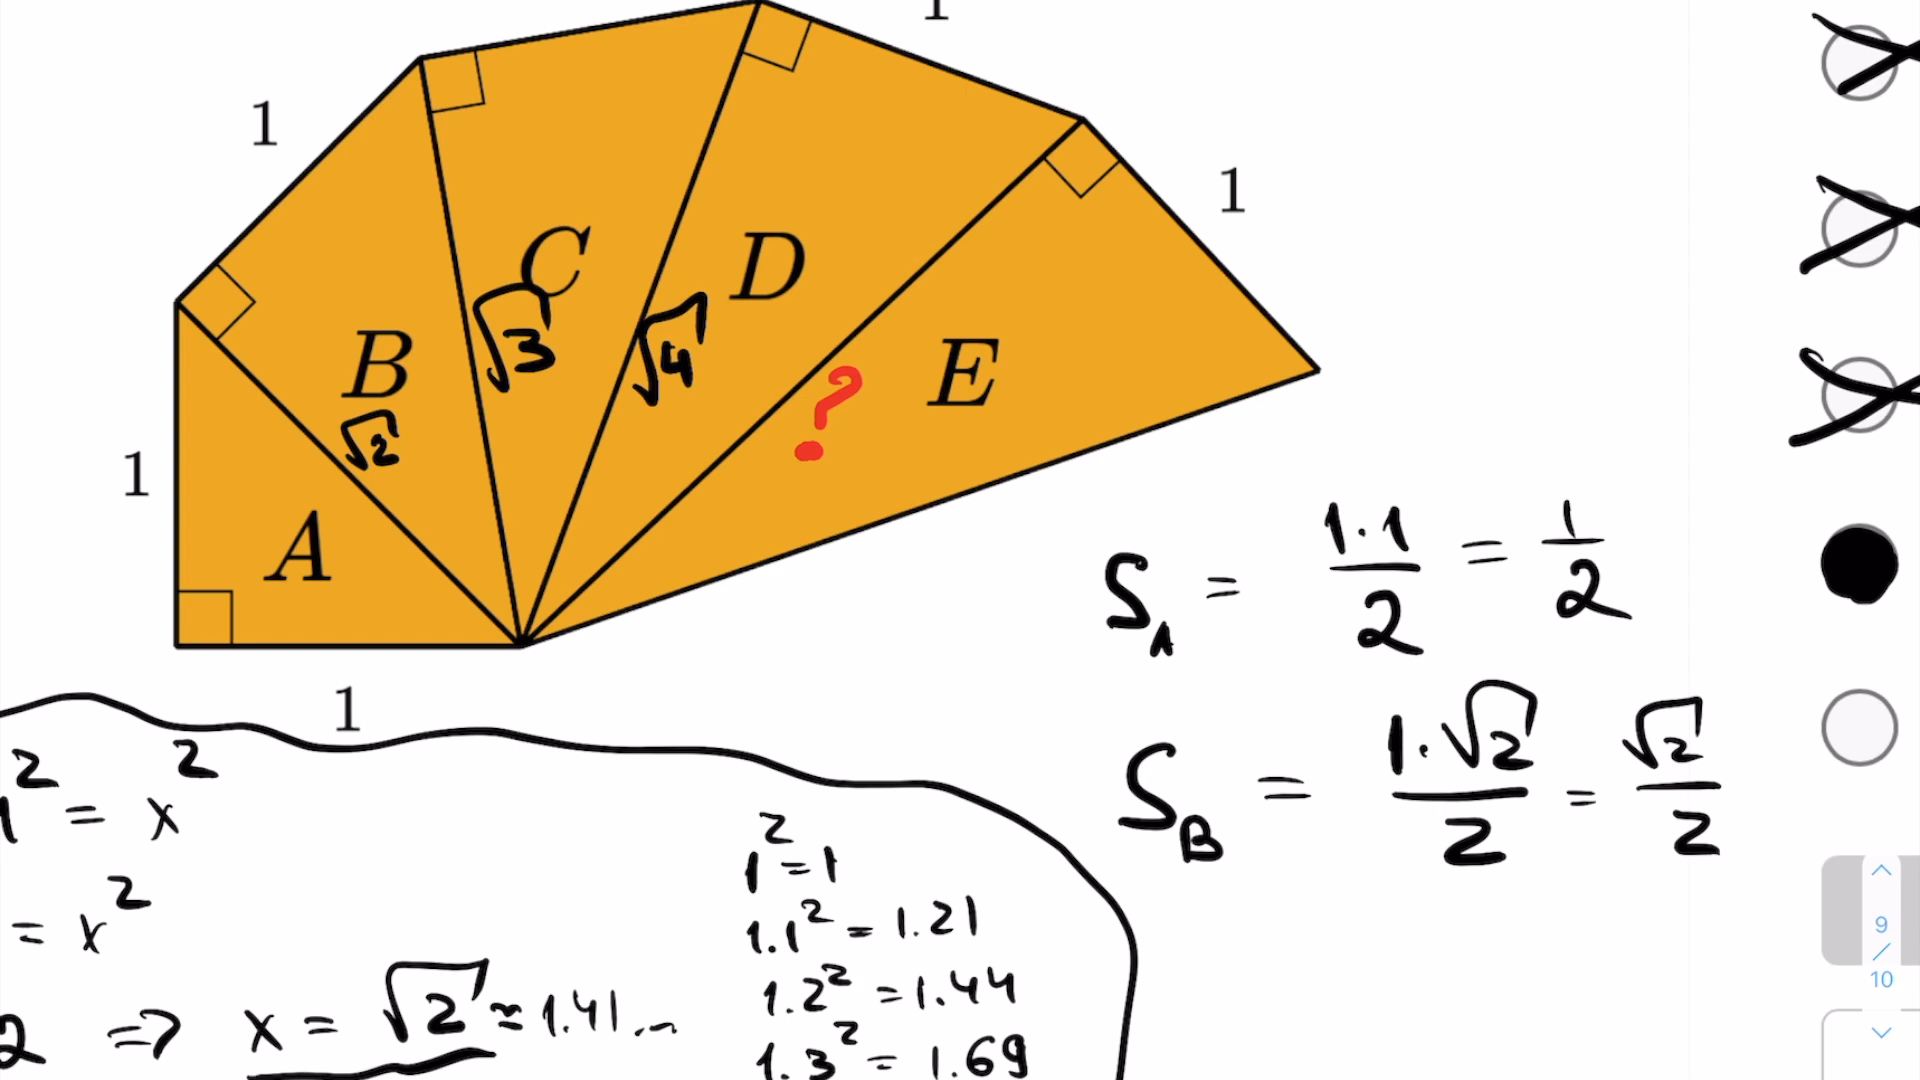 1
1
C
1
D
√3
√4
B
E
?
√2
1
A
S_A = 1·1/2 = 1/2
1
S_B = 1·√2/2 = √2/2
1² = x²
= x²
2 => x = √2 ≈ 1.41...
1² = 1
1.1² = 1.21
1.2² = 1.44
1.3² = 1.69
9
/
10